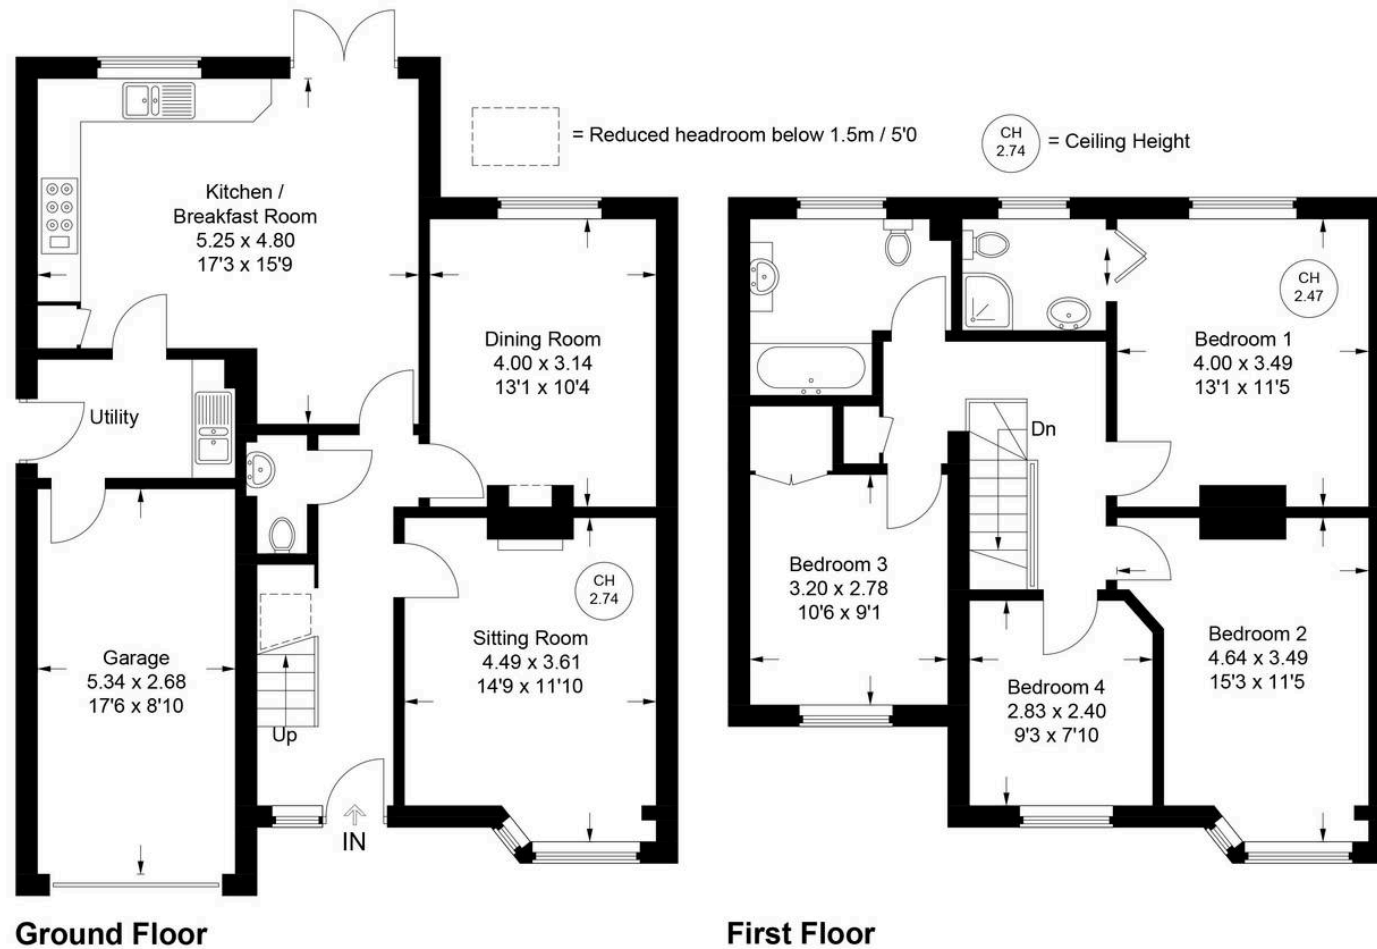 = Reduced headroom below 1.5m / 5'0
CH
2.74
= Ceiling Height
Kitchen /
Breakfast Room
5.25 x 4.80
17'3 x 15'9
Dining Room
4.00 x 3.14
13'1 x 10'4
Utility
Garage
5.34 x 2.68
17'6 x 8'10
CH
2.74
Sitting Room
4.49 x 3.61
14'9 x 11'10
Up
IN
Ground Floor
CH
2.47
Bedroom 1
4.00 x 3.49
13'1 x 11'5
Dn
Bedroom 3
3.20 x 2.78
10'6 x 9'1
Bedroom 2
4.64 x 3.49
15'3 x 11'5
Bedroom 4
2.83 x 2.40
9'3 x 7'10
First Floor